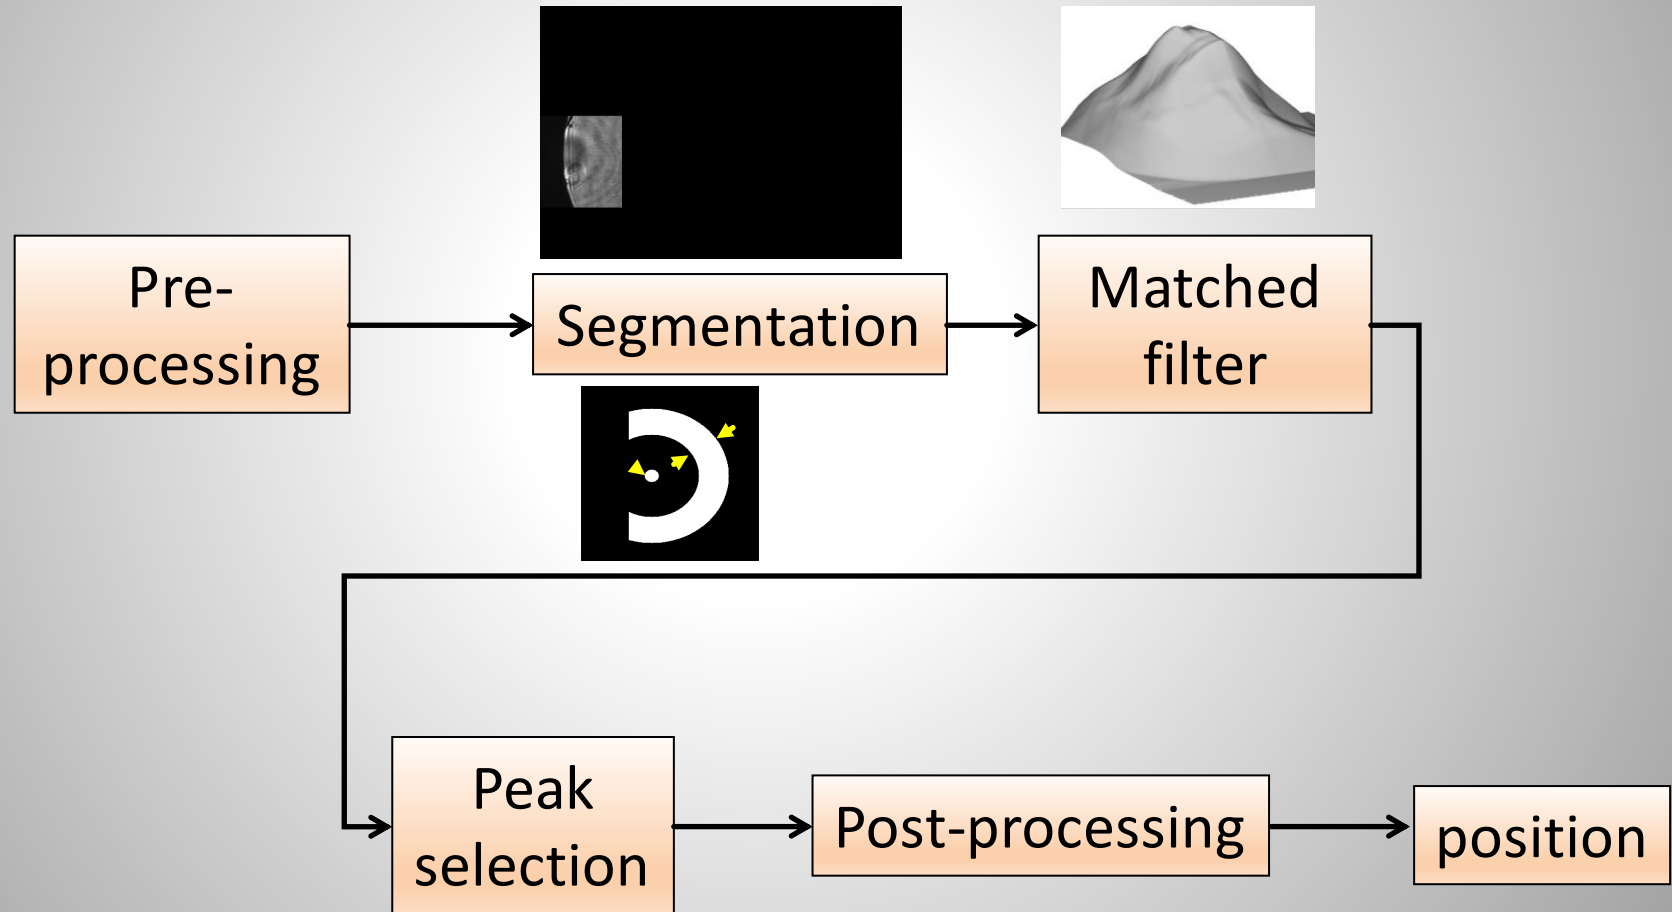 Pre-
processing
Segmentation
Matched
filter
Peak
selection
Post-processing
position